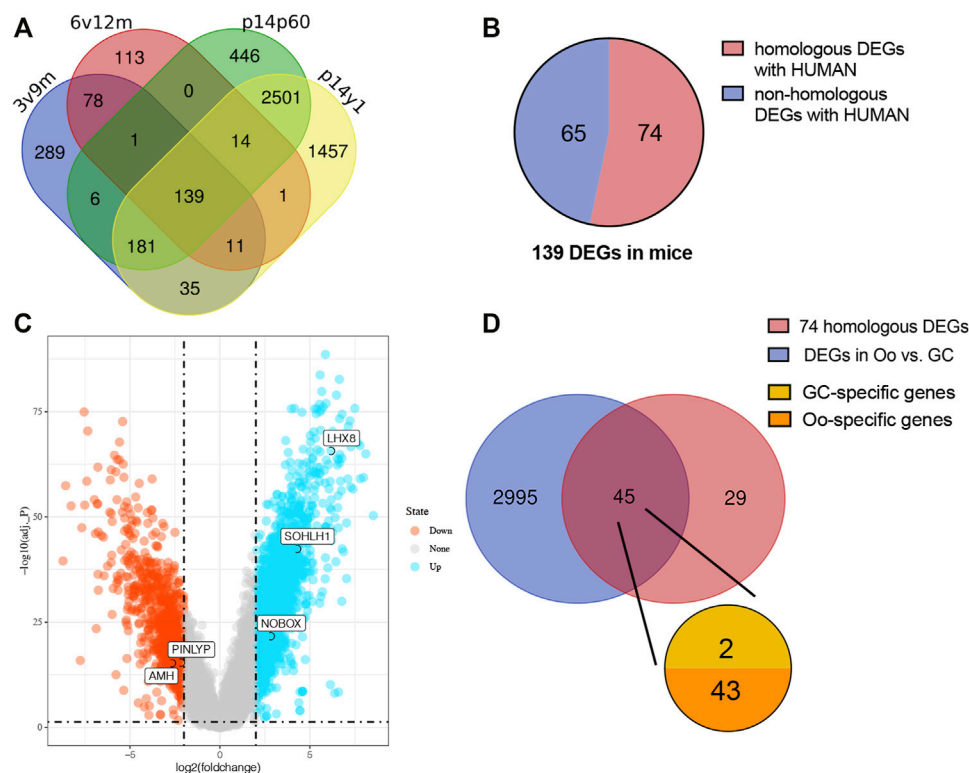 A
6v12m
p14p60
3v9m
p14y1
113
446
78
0
2501
289
1
14
1457
6
139
1
181
11
35
B
homologous DEGs
with HUMAN
non-homologous
DEGs with HUMAN
65
74
139 DEGs in mice
C
75
50
25
0
−log10(adj._P)
−5
0
5
log2(foldchange)
LHX8
SOHLH1
NOBOX
PINLYP
AMH
State
Down
None
Up
D
74 homologous DEGs
DEGs in Oo vs. GC
GC-specific genes
Oo-specific genes
2995
45
29
2
43